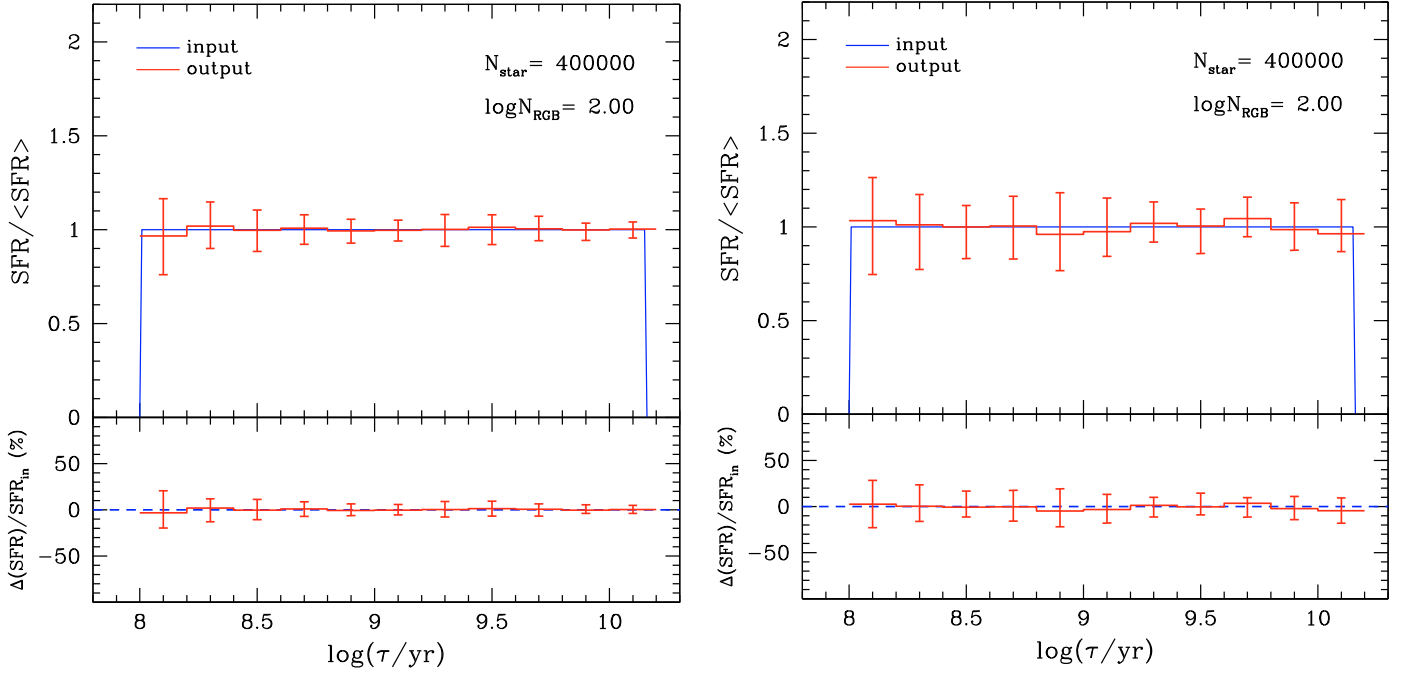 input
output
N_star= 400000
logN_RGB= 2.00
2
1.5
1
0.5
0
SFR/<SFR>
50
0
−50
Δ(SFR)/SFR_in (%)
8
8.5
9
9.5
10
log(τ/yr)
input
output
N_star= 400000
logN_RGB= 2.00
2
1.5
1
0.5
0
SFR/<SFR>
50
0
−50
Δ(SFR)/SFR_in (%)
8
8.5
9
9.5
10
log(τ/yr)